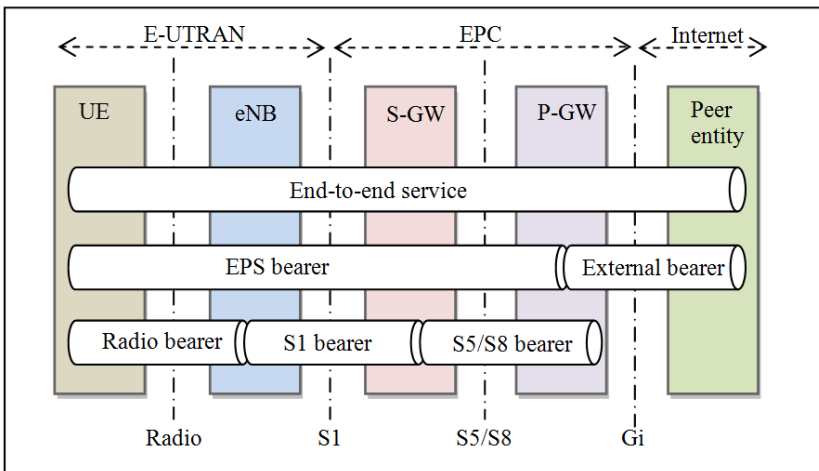 E-UTRAN
EPC
Internet
UE
eNB
S-GW
P-GW
Peer
entity
End-to-end service
EPS bearer
External bearer
Radio bearer
S1 bearer
S5/S8 bearer
Radio
S1
S5/S8
Gi